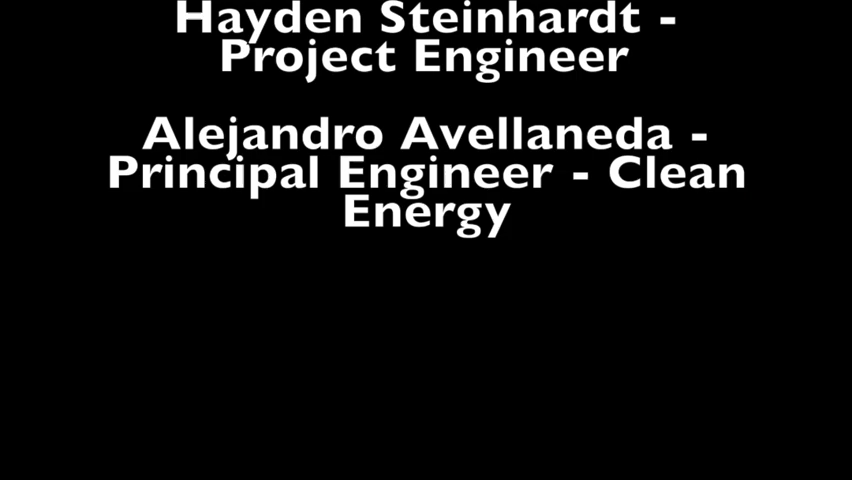 Hayden Steinhardt -
Project Engineer
Alejandro Avellaneda -
Principal Engineer - Clean
Energy